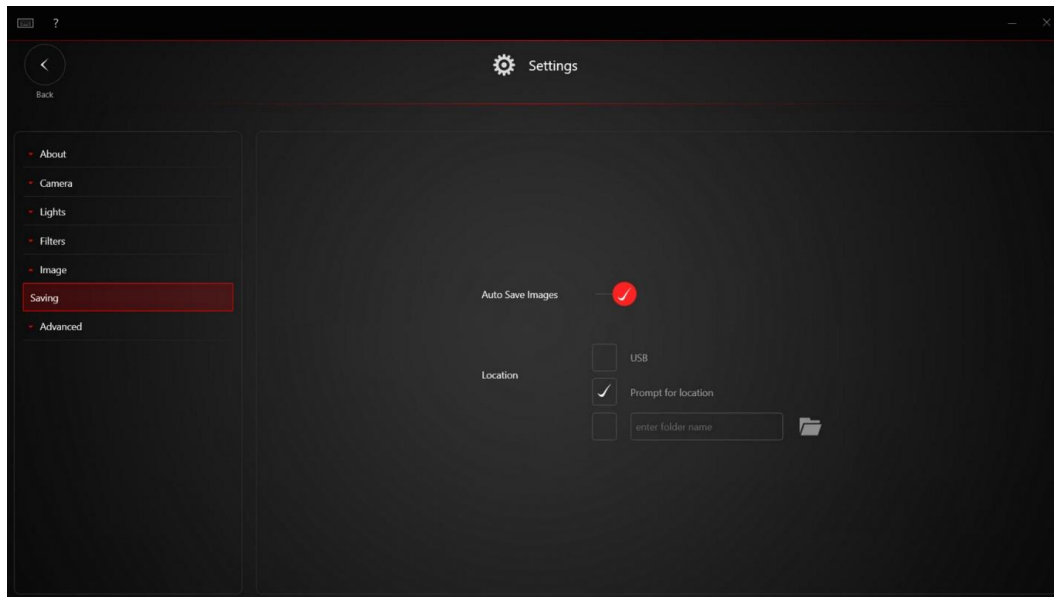 ?
Settings
Back
About
Camera
Lights
Filters
Image
Saving
Advanced
Auto Save Images
Location
USB
Prompt for location
enter folder name